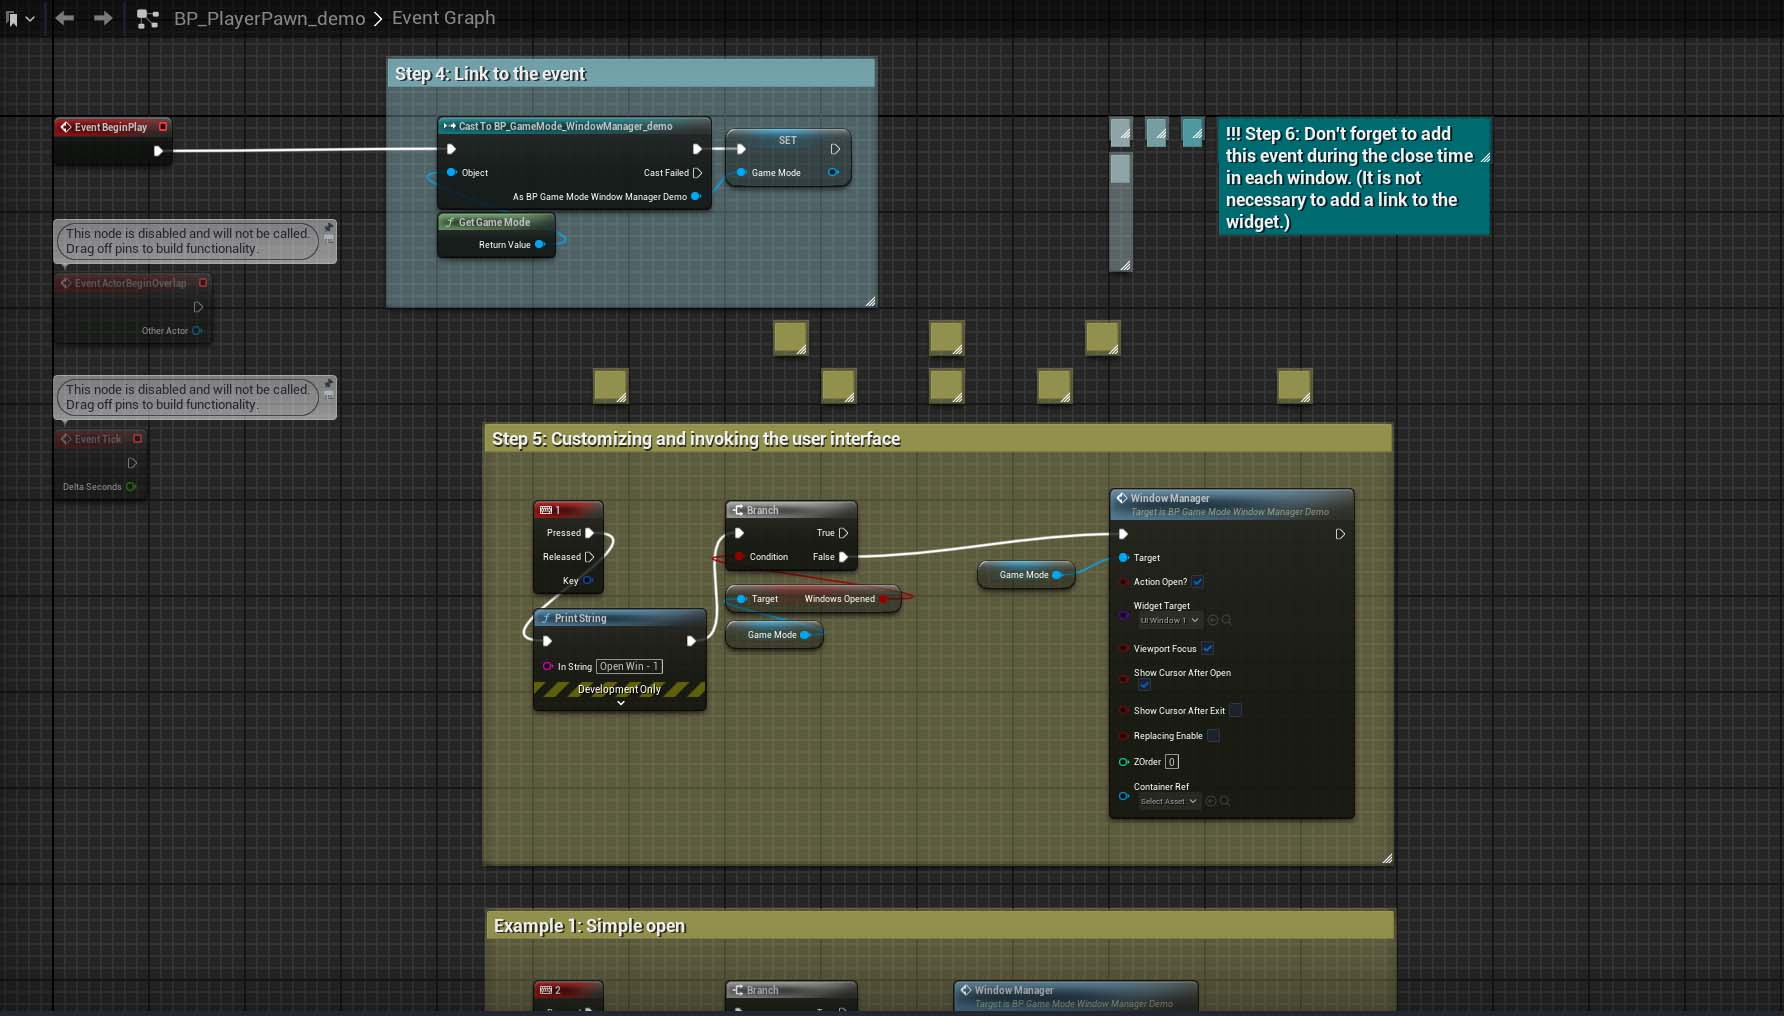 BP_PlayerPawn_demo > Event Graph
Step 4: Link to the event
Event BeginPlay
Cast To BP_GameMode_WindowManager_demo
Object
Cast Failed
As BP Game Mode Window Manager Demo
SET
Game Mode
Get Game Mode
Return Value
!!! Step 6: Don't forget to add
this event during the close time
in each window. (It is not
necessary to add a link to the
widget.)
This node is disabled and will not be called.
Drag off pins to build functionality.
Event ActorBeginOverlap
Other Actor
This node is disabled and will not be called.
Drag off pins to build functionality.
Event Tick
Delta Seconds
Step 5: Customizing and invoking the user interface
1
Pressed
Released
Key
Print String
In String Open Win - 1
Development Only
Branch
True
Condition
False
Target
Windows Opened
Game Mode
Game Mode
Window Manager
Target is BP Game Mode Window Manager Demo
Target
Action Open?
Widget Target
UI Window 1
Viewport Focus
Show Cursor After Open
Show Cursor After Exit
Replacing Enable
ZOrder 0
Container Ref
Select Asset
Example 1: Simple open
2
Branch
Window Manager
Target is BP Game Mode Window Manager Demo